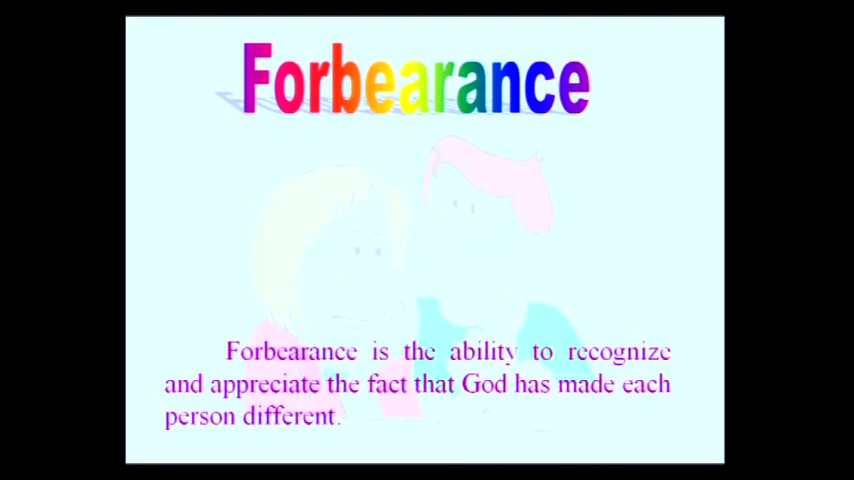 Forbearance
Forbearance is the ability to recognize
and appreciate the fact that God has made each
person different.